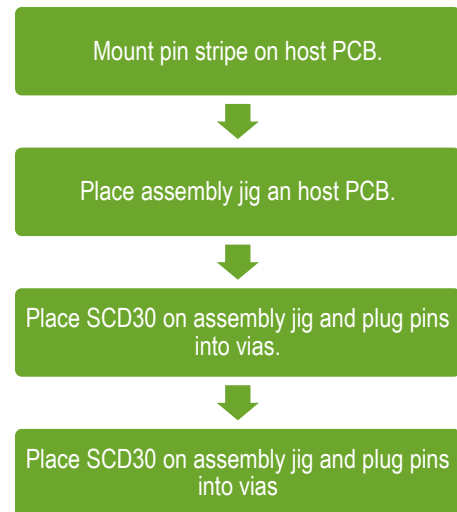 Mount pin stripe on host PCB.
Place assembly jig an host PCB.
Place SCD30 on assembly jig and plug pins
into vias.
Place SCD30 on assembly jig and plug pins
into vias